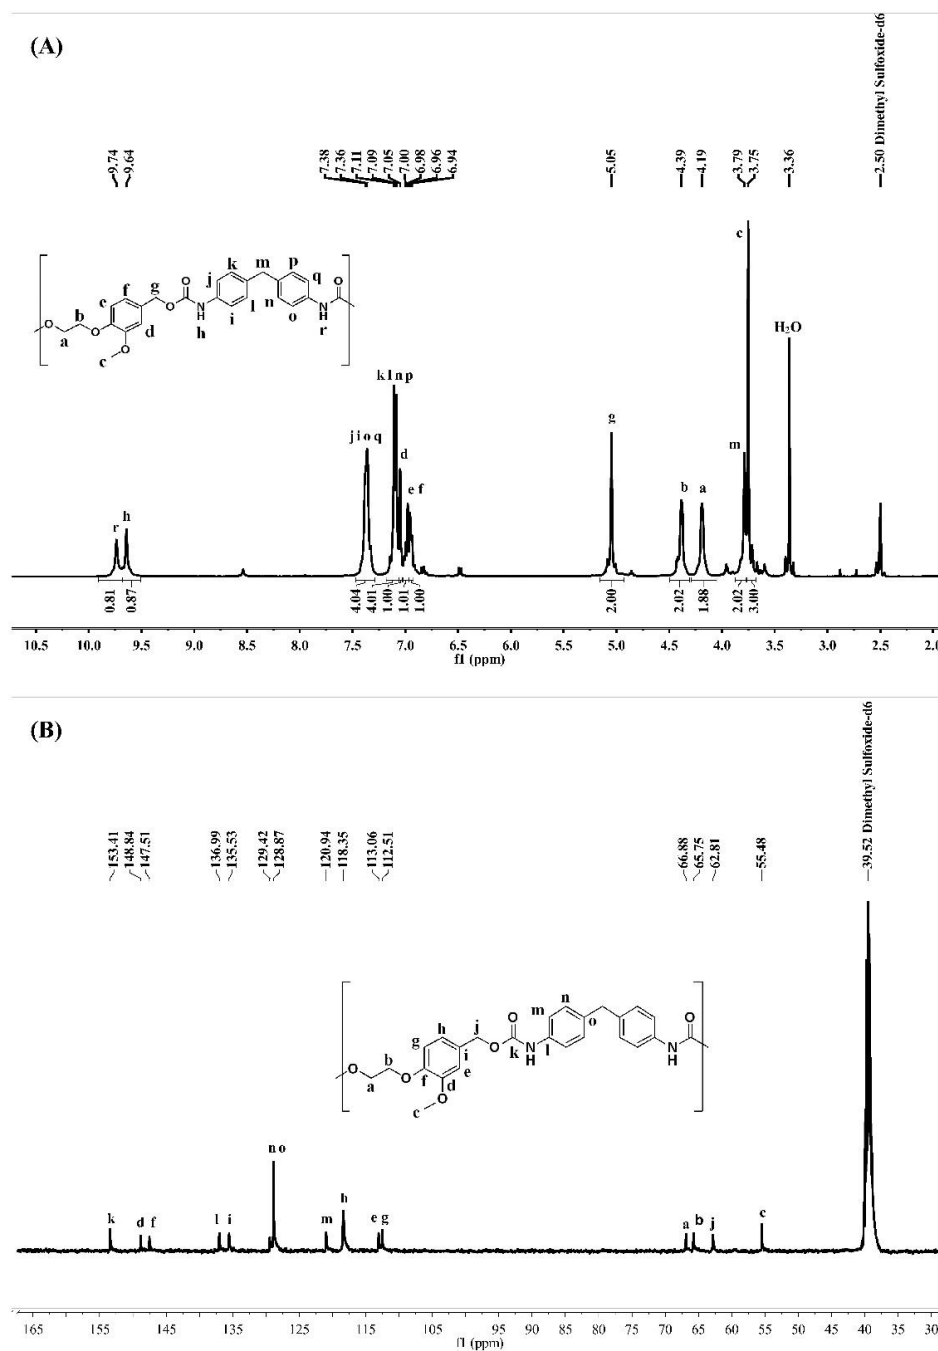 (A)
9.74
9.64
7.38
7.36
7.11
7.09
7.05
7.00
6.98
6.96
6.94
5.05
4.39
4.19
3.79
3.75
3.36
2.50 Dimethyl Sulfoxide-d6
k
m
p
j
q
g
f
O
O
e
O
N
l
n
N
b
H
i
o
H
O
O
d
h
r
a
c
O
c
H₂O
k l n p
j i o q
d
e f
r
h
g
b
a
m
0.81
0.87
4.04
4.01
1.00
1.01
1.00
2.00
2.02
1.88
2.02
3.00
10.5 10.0 9.5 9.0 8.5 8.0 7.5 7.0 6.5 6.0 5.5 5.0 4.5 4.0 3.5 3.0 2.5 2.0
f1 (ppm)
(B)
153.41
148.84
147.51
136.99
135.53
129.42
128.87
120.94
118.35
113.06
112.51
66.88
65.75
62.81
55.48
39.52 Dimethyl Sulfoxide-d6
n
m
j
O
o
O
h
g
O
k
N
H
l
N
H
i
b
O
e
O
f
d
a
O
c
n o
k
d
f
l
i
m
h
e
g
a
b
j
c
165 155 145 135 125 115 105 95 90 85 80 75 70 65 60 55 50 45 40 35 30
f1 (ppm)